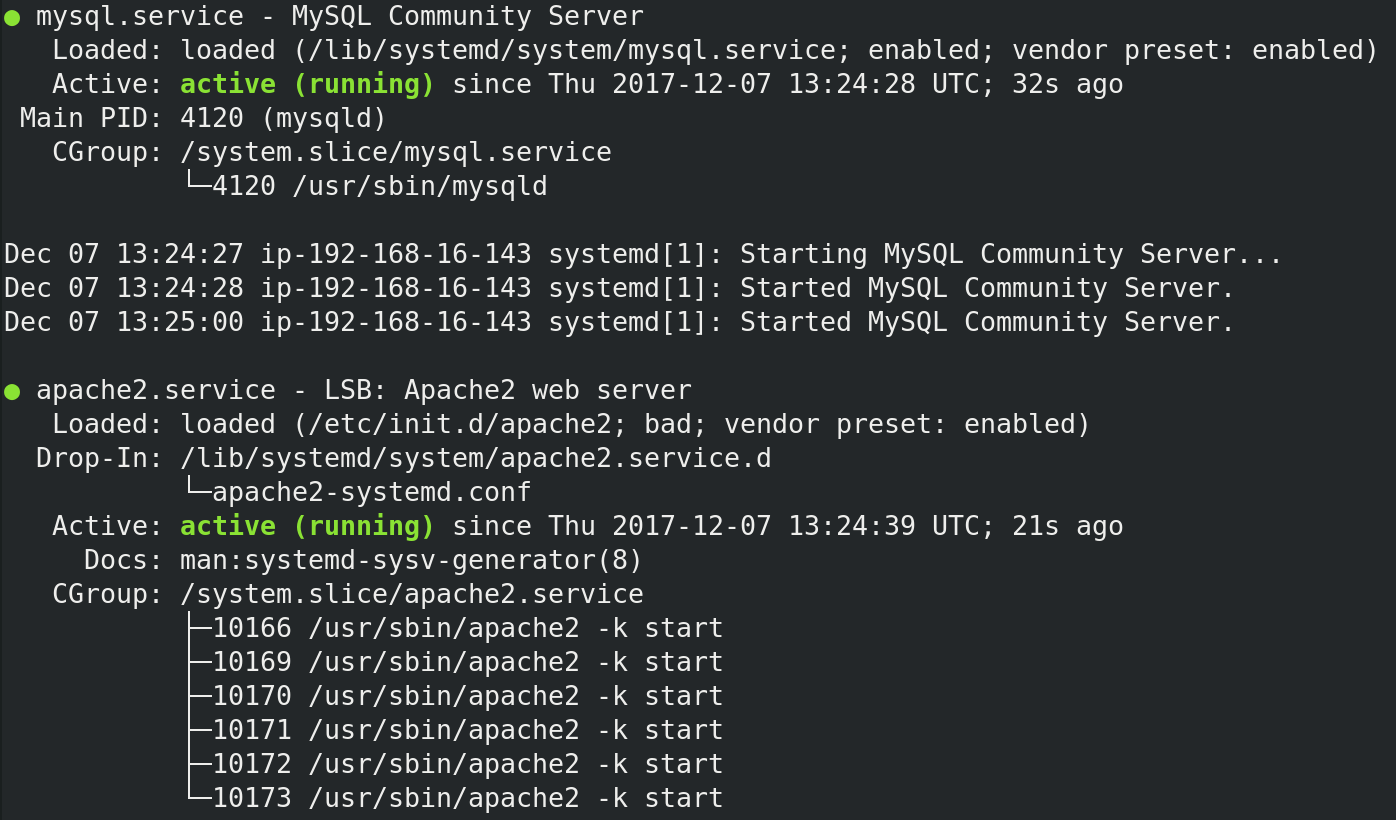 ● mysql.service - MySQL Community Server
   Loaded: loaded (/lib/systemd/system/mysql.service; enabled; vendor preset: enabled)
   Active: active (running) since Thu 2017-12-07 13:24:28 UTC; 32s ago
 Main PID: 4120 (mysqld)
   CGroup: /system.slice/mysql.service
           └─4120 /usr/sbin/mysqld

Dec 07 13:24:27 ip-192-168-16-143 systemd[1]: Starting MySQL Community Server...
Dec 07 13:24:28 ip-192-168-16-143 systemd[1]: Started MySQL Community Server.
Dec 07 13:25:00 ip-192-168-16-143 systemd[1]: Started MySQL Community Server.

● apache2.service - LSB: Apache2 web server
   Loaded: loaded (/etc/init.d/apache2; bad; vendor preset: enabled)
  Drop-In: /lib/systemd/system/apache2.service.d
           └─apache2-systemd.conf
   Active: active (running) since Thu 2017-12-07 13:24:39 UTC; 21s ago
     Docs: man:systemd-sysv-generator(8)
   CGroup: /system.slice/apache2.service
           ├─10166 /usr/sbin/apache2 -k start
           ├─10169 /usr/sbin/apache2 -k start
           ├─10170 /usr/sbin/apache2 -k start
           ├─10171 /usr/sbin/apache2 -k start
           ├─10172 /usr/sbin/apache2 -k start
           └─10173 /usr/sbin/apache2 -k start